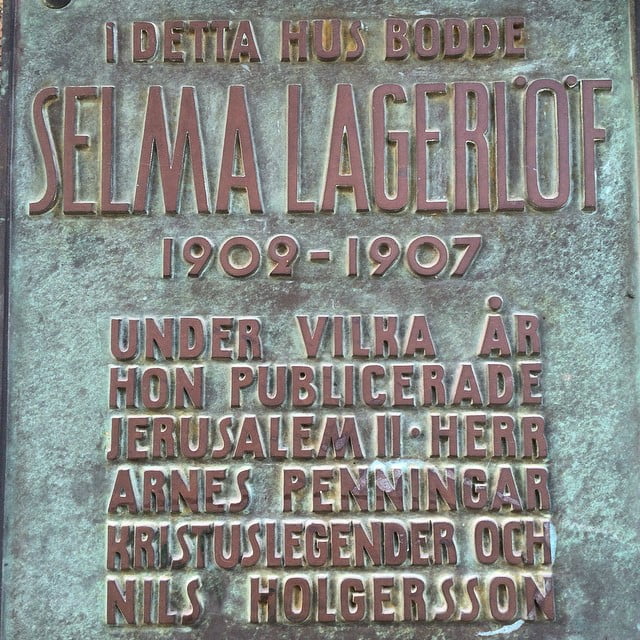 I DETTA HUS BODDE
SELMA LAGERLÖF
1902-1907
UNDER VILKA ÅR
HON PUBLICERADE
JERUSALEM II · HERR
ARNES PENNINGAR
KRISTUSLEGENDER OCH
NILS HOLGERSSON